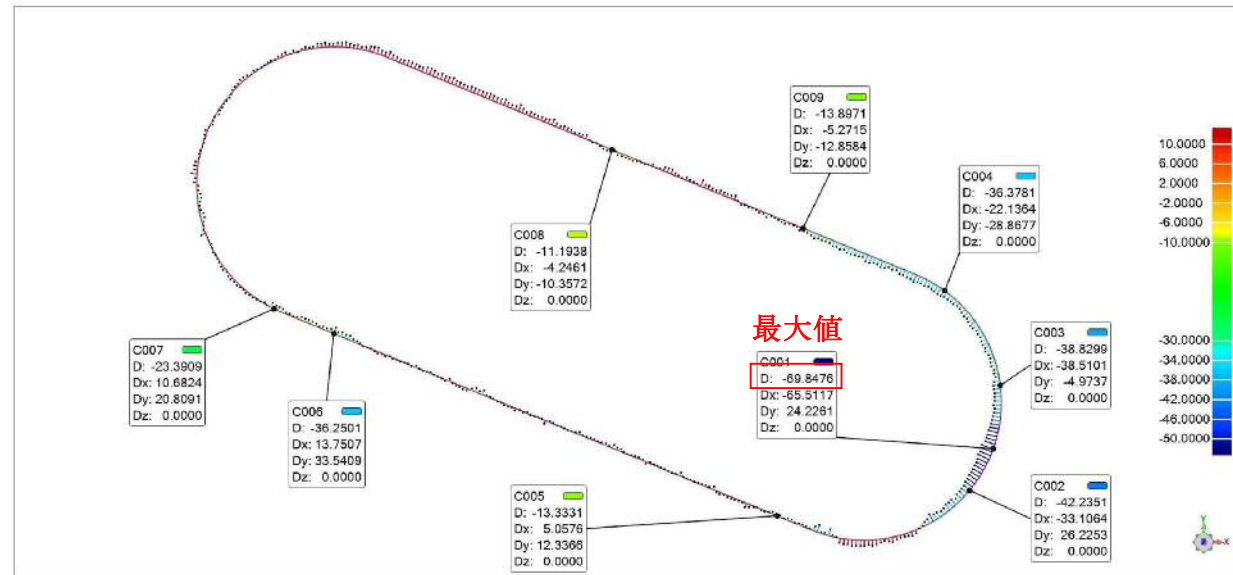 C009
D: -13.8971
Dx: -5.2715
Dy: -12.8584
Dz: 0.0000
C004
D: -36.3781
Dx: -22.1364
Dy: -28.8677
Dz: 0.0000
C008
D: -11.1938
Dx: -4.2461
Dy: -10.3572
Dz: 0.0000
最大値
C001
D: -69.8476
Dx: -65.5117
Dy: 24.2261
Dz: 0.0000
C003
D: -38.8299
Dx: -38.5101
Dy: -4.9737
Dz: 0.0000
C007
D: -23.3909
Dx: 10.6824
Dy: 20.8091
Dz: 0.0000
C006
D: -36.2501
Dx: 13.7507
Dy: 33.5409
Dz: 0.0000
C005
D: -13.3331
Dx: 5.0576
Dy: 12.3366
Dz: 0.0000
C002
D: -42.2351
Dx: -33.1064
Dy: 26.2253
Dz: 0.0000
10.0000
6.0000
2.0000
-2.0000
-6.0000
-10.0000
-30.0000
-34.0000
-38.0000
-42.0000
-46.0000
-50.0000
Y
Z
X